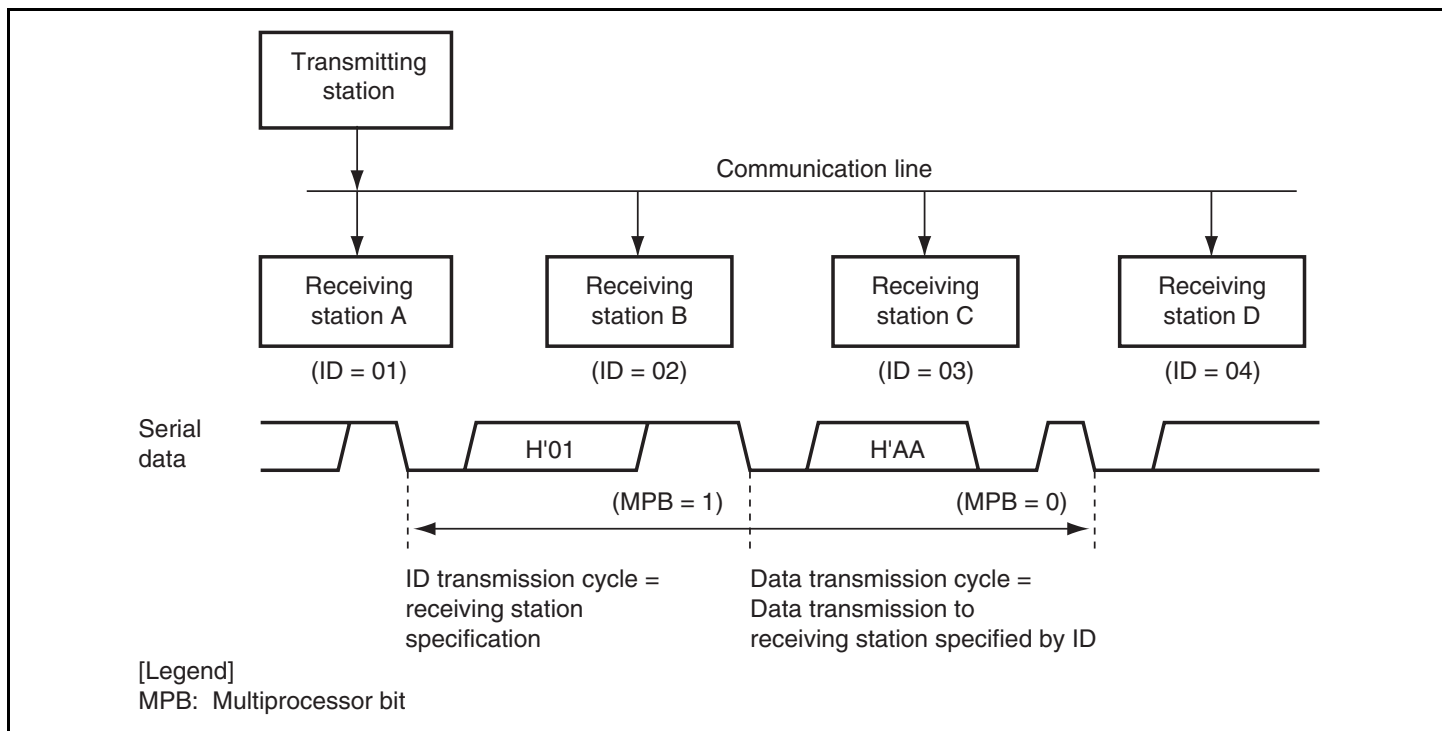 Transmitting
station
Communication line
Receiving
station A
Receiving
station B
Receiving
station C
Receiving
station D
(ID = 01)
(ID = 02)
(ID = 03)
(ID = 04)
Serial
data
H'01
H'AA
(MPB = 1)
(MPB = 0)
ID transmission cycle =
receiving station
specification
Data transmission cycle =
Data transmission to
receiving station specified by ID
[Legend]
MPB: Multiprocessor bit